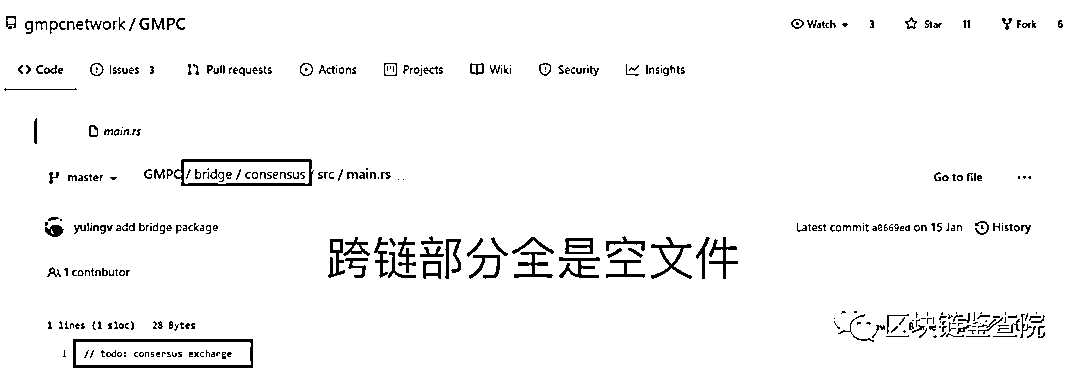 gmpcnetwork / GMPC
Watch 3 Star 11 Fork 6
Code Issues 3 Pull requests Actions Projects Wiki Security Insights
main.rs
master GMPC / bridge / consensus / src / main.rs Go to file ...
yulingv add bridge package Latest commit a8669ed on 15 Jan History
跨链部分全是空文件
1 contributor
1 lines (1 sloc) 28 Bytes
区块链鉴查院
1 // todo: consersus exchange